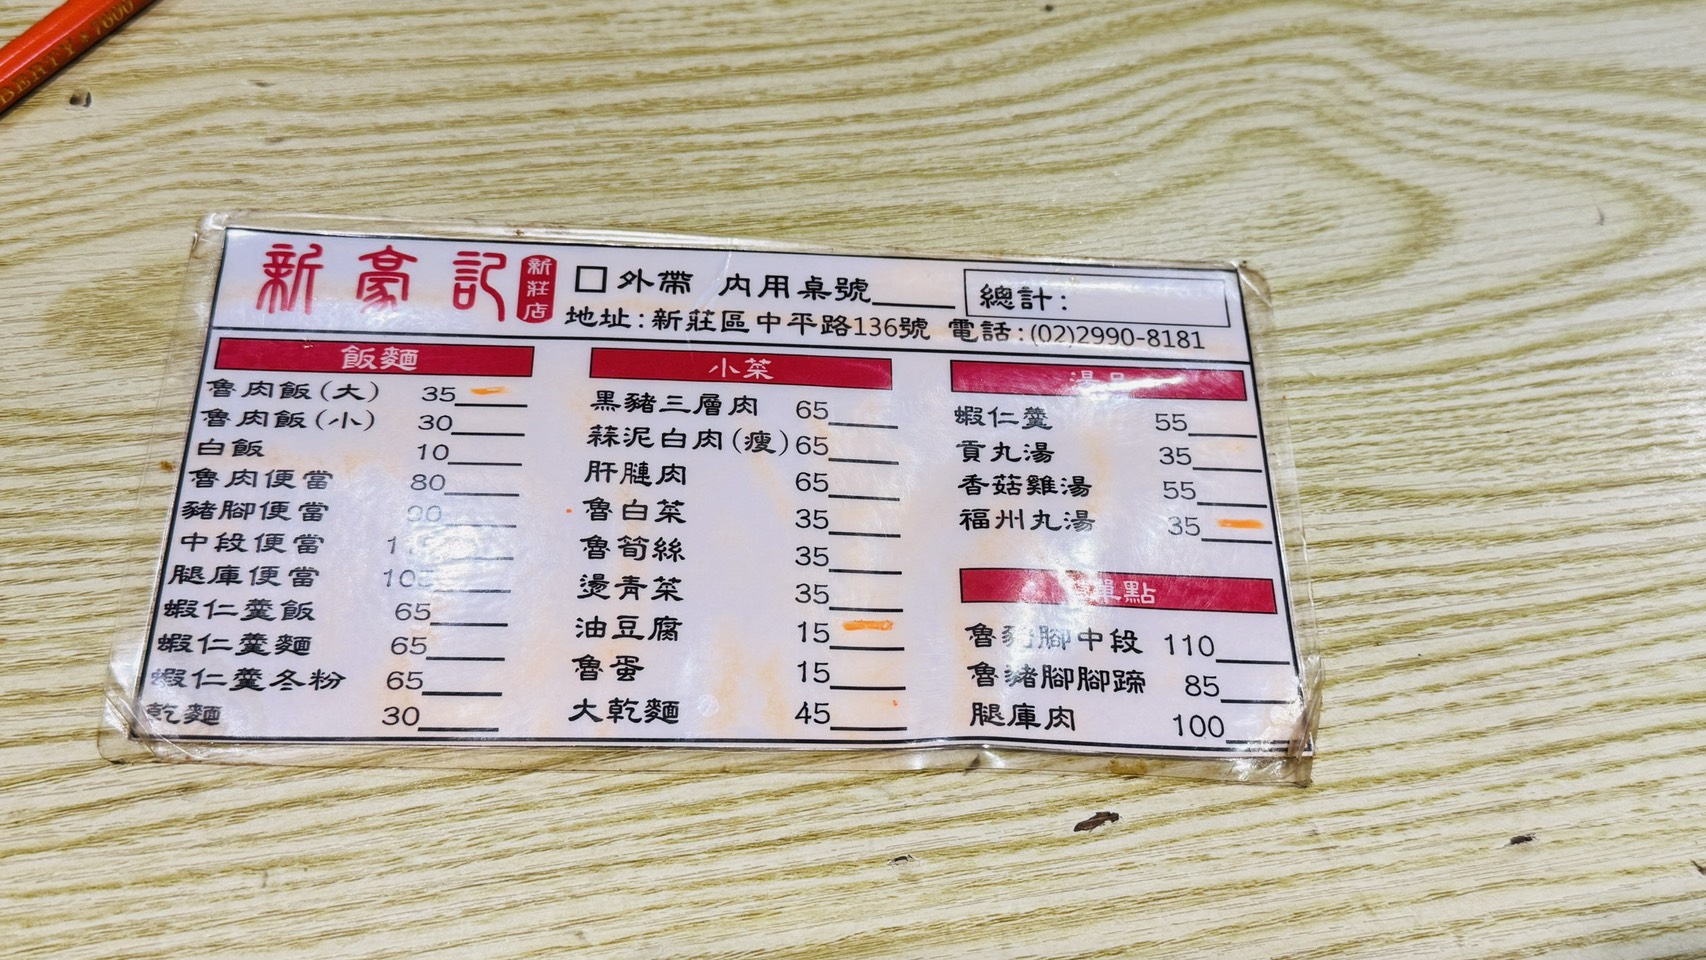 新豪記 新莊店
□外帶 內用桌號____ 總計:
地址:新莊區中平路136號 電話:(02)2990-8181
飯麵
魯肉飯(大) 35
魯肉飯(小) 30
白飯 10
魯肉便當 80
豬腳便當
中段便當
腿庫便當
蝦仁羹飯 65
蝦仁羹麵 65
蝦仁羹冬粉 65
乾麵 30
小菜
黑豬三層肉 65
蒜泥白肉(瘦) 65
肝膁肉 65
魯白菜 35
魯筍絲 35
燙青菜 35
油豆腐 15
魯蛋 15
大乾麵 45
蝦仁羹 55
貢丸湯 35
香菇雞湯 55
福州丸湯 35
單點
魯豬腳中段 110
魯豬腳腳蹄 85
腿庫肉 100